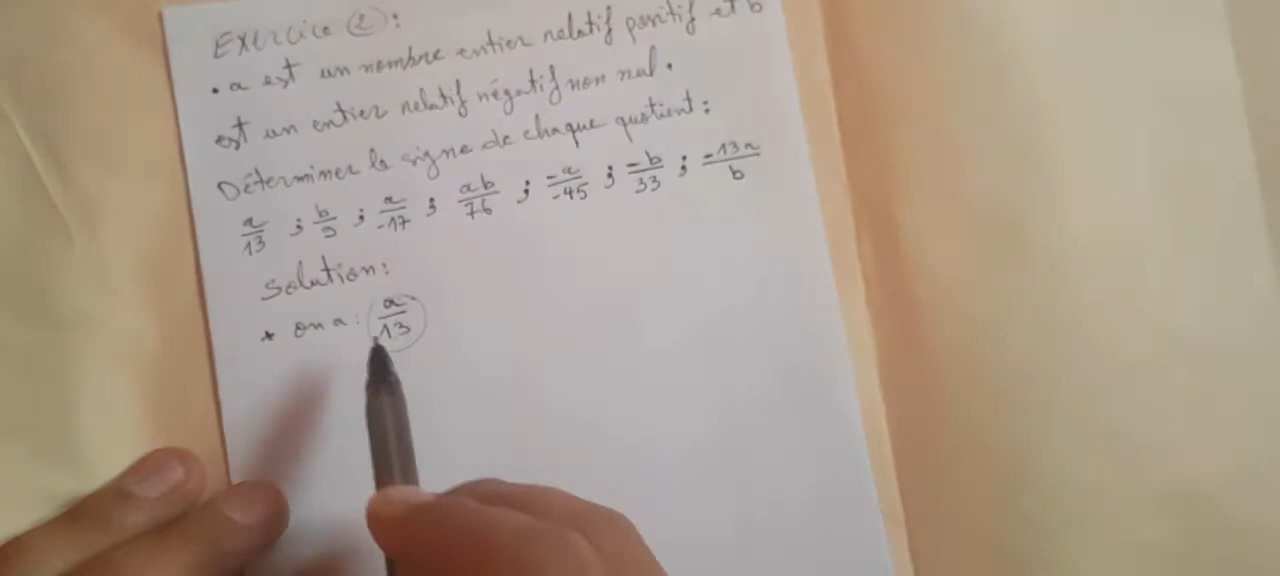 Exercice (2):
. a est un nombre entier relatif positif et b
est un entier relatif négatif non nul.
Déterminer le signe de chaque quotient:
a/13 ; b/9 ; a/-17 ; ab/76 ; -a/-45 ; -b/33 ; -13a/b
Solution:
* on a: a/13